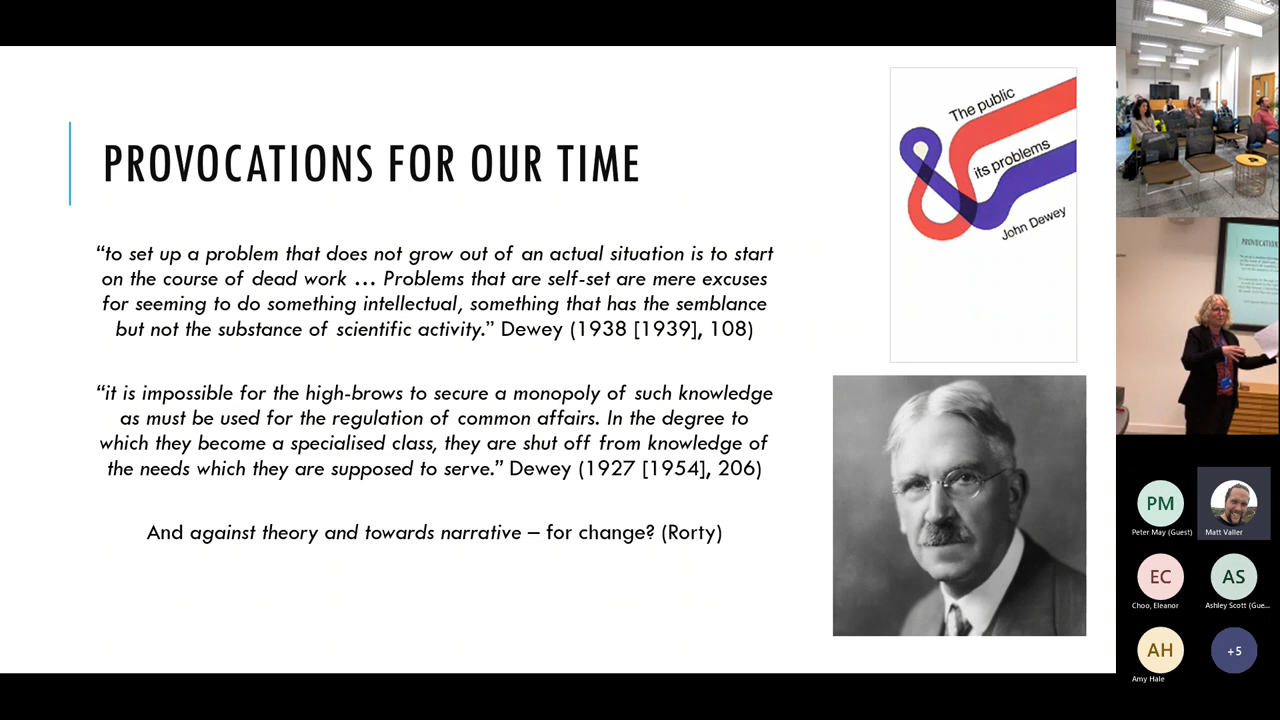 PROVOCATIONS FOR OUR TIME
“to set up a problem that does not grow out of an actual situation is to start
on the course of dead work … Problems that are self-set are mere excuses
for seeming to do something intellectual, something that has the semblance
but not the substance of scientific activity.” Dewey (1938 [1939], 108)
“it is impossible for the high-brows to secure a monopoly of such knowledge
as must be used for the regulation of common affairs. In the degree to
which they become a specialised class, they are shut off from knowledge of
the needs which they are supposed to serve.” Dewey (1927 [1954], 206)
And against theory and towards narrative – for change? (Rorty)
The public
its problems
John Dewey
PROVOCATIONS
PM
Peter May (Guest)
Matt Valler
EC
Choo, Eleanor
AS
Ashley Scott (Gue...
AH
Amy Hale
+5